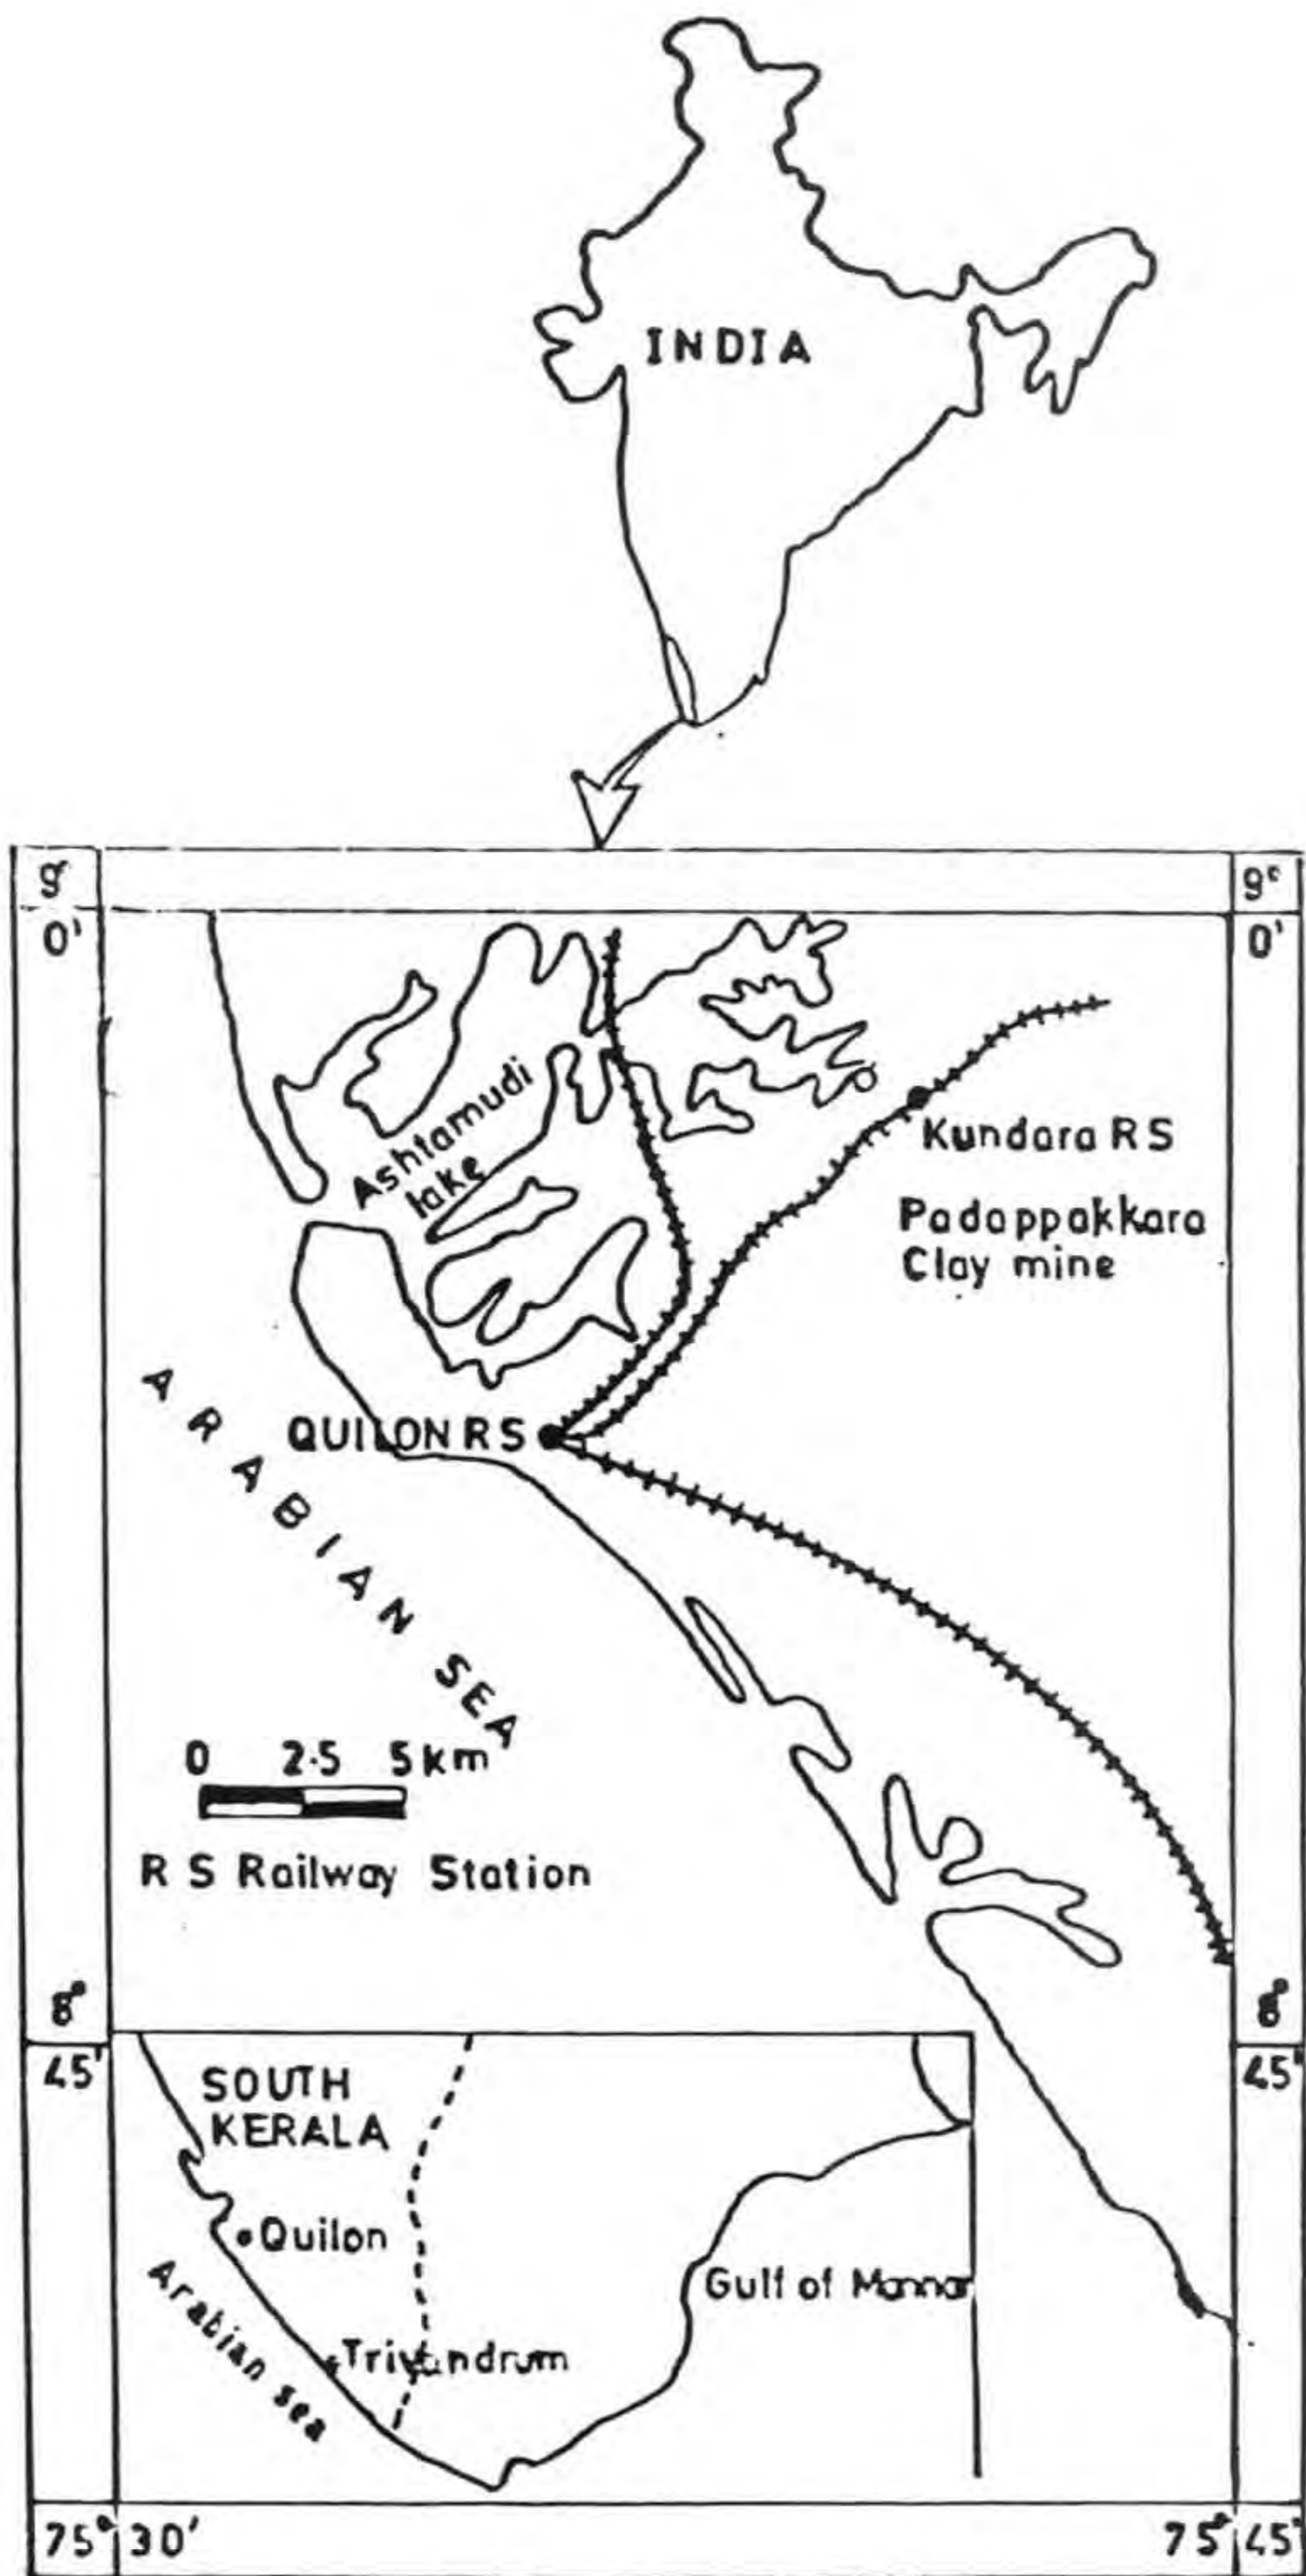 INDIA
9° 9°
0' 0'
Ashtamudi
lake
Kundara RS
Padappakkara
Clay mine
QUILON RS
ARABIAN SEA
0 2·5 5 km
R S Railway Station
8° 8°
45' 45'
SOUTH
KERALA
Quilon
Arabian sea
Trivandrum
Gulf of Mannar
75° 30' 75° 45'